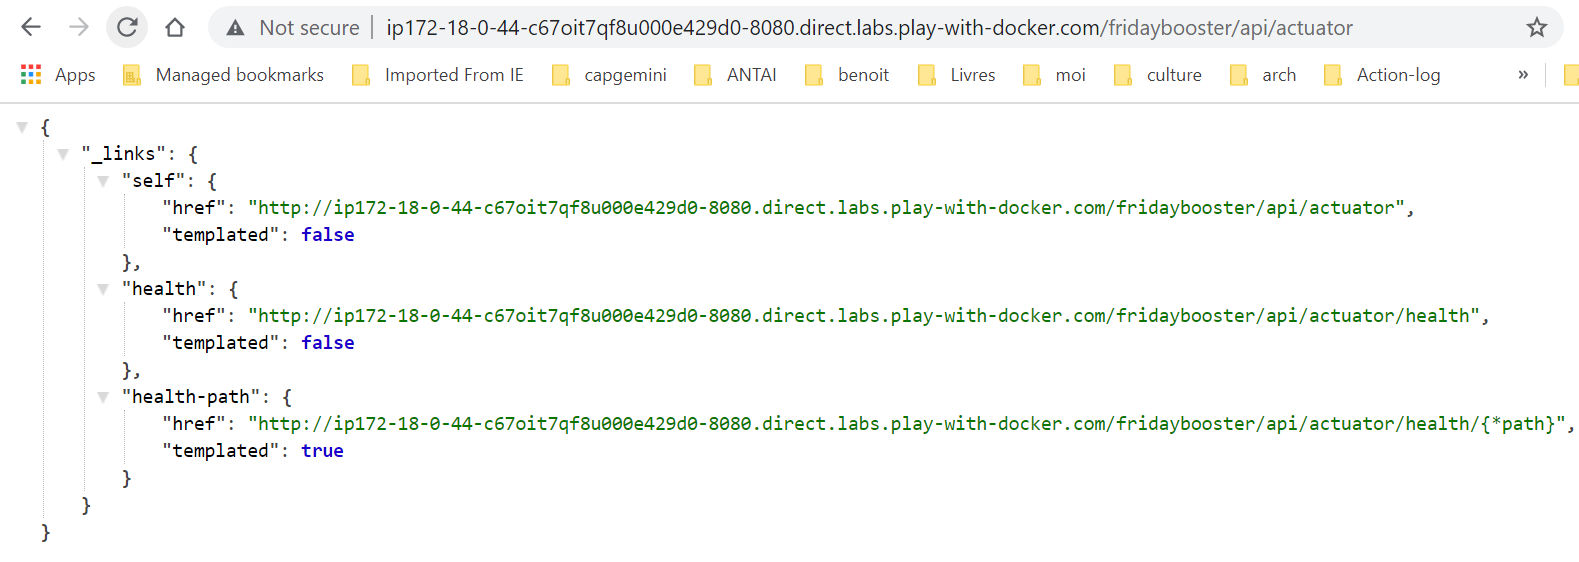 Not secure | ip172-18-0-44-c67oit7qf8u000e429d0-8080.direct.labs.play-with-docker.com/fridaybooster/api/actuator
Apps Managed bookmarks Imported From IE capgemini ANTAI benoit Livres moi culture arch Action-log »
{
"_links": {
"self": {
"href": "http://ip172-18-0-44-c67oit7qf8u000e429d0-8080.direct.labs.play-with-docker.com/fridaybooster/api/actuator",
"templated": false
},
"health": {
"href": "http://ip172-18-0-44-c67oit7qf8u000e429d0-8080.direct.labs.play-with-docker.com/fridaybooster/api/actuator/health",
"templated": false
},
"health-path": {
"href": "http://ip172-18-0-44-c67oit7qf8u000e429d0-8080.direct.labs.play-with-docker.com/fridaybooster/api/actuator/health/{*path}",
"templated": true
}
}
}